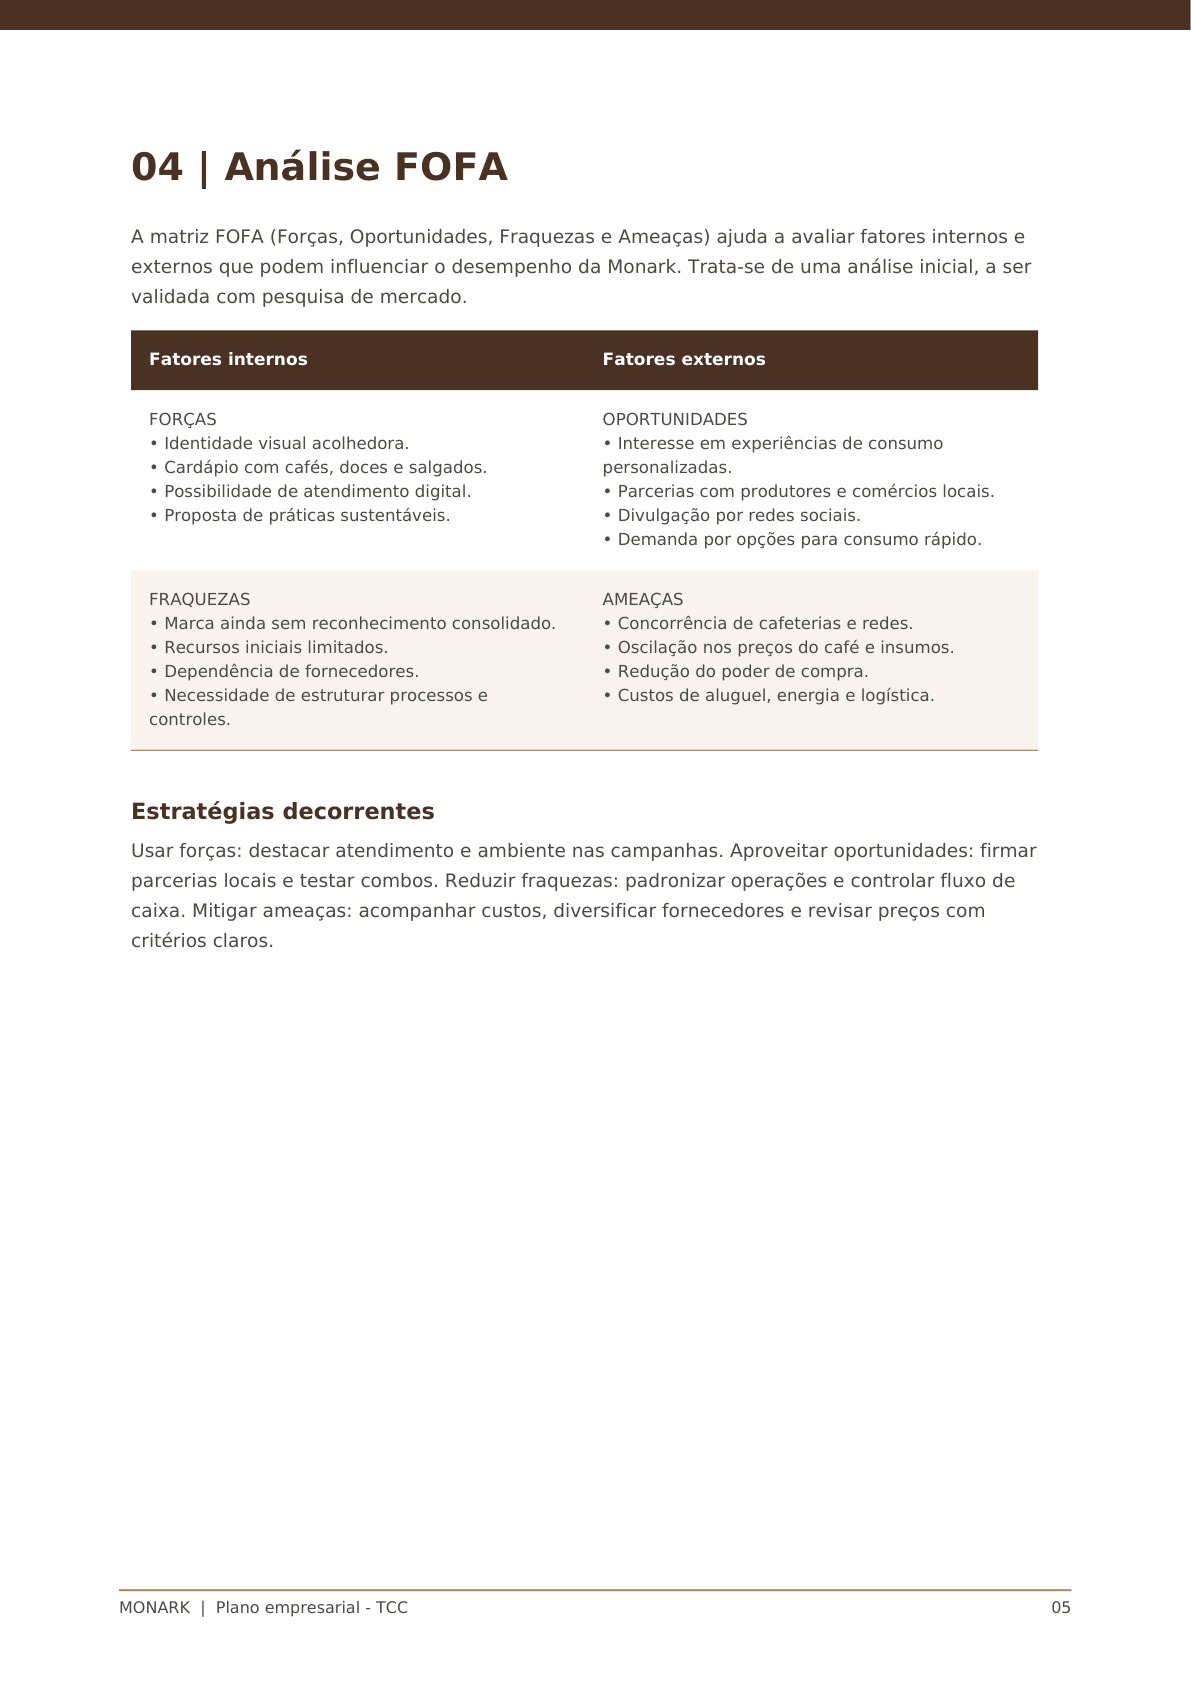 04 | Análise FOFA
A matriz FOFA (Forças, Oportunidades, Fraquezas e Ameaças) ajuda a avaliar fatores internos e
externos que podem influenciar o desempenho da Monark. Trata-se de uma análise inicial, a ser
validada com pesquisa de mercado.
Fatores internos
Fatores externos
FORÇAS
• Identidade visual acolhedora.
• Cardápio com cafés, doces e salgados.
• Possibilidade de atendimento digital.
• Proposta de práticas sustentáveis.
OPORTUNIDADES
• Interesse em experiências de consumo
personalizadas.
• Parcerias com produtores e comércios locais.
• Divulgação por redes sociais.
• Demanda por opções para consumo rápido.
FRAQUEZAS
• Marca ainda sem reconhecimento consolidado.
• Recursos iniciais limitados.
• Dependência de fornecedores.
• Necessidade de estruturar processos e
controles.
AMEAÇAS
• Concorrência de cafeterias e redes.
• Oscilação nos preços do café e insumos.
• Redução do poder de compra.
• Custos de aluguel, energia e logística.
Estratégias decorrentes
Usar forças: destacar atendimento e ambiente nas campanhas. Aproveitar oportunidades: firmar
parcerias locais e testar combos. Reduzir fraquezas: padronizar operações e controlar fluxo de
caixa. Mitigar ameaças: acompanhar custos, diversificar fornecedores e revisar preços com
critérios claros.
MONARK | Plano empresarial - TCC
05